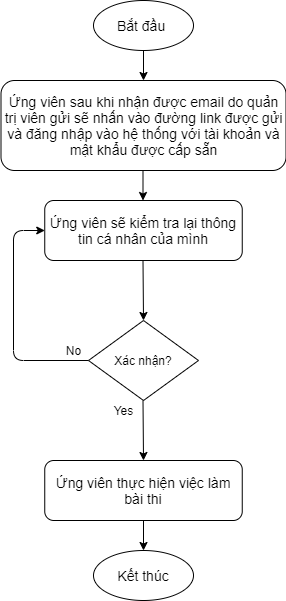 Bắt đầu
Ứng viên sau khi nhận được email do quản
trị viên gửi sẽ nhấn vào đường link được gửi
và đăng nhập vào hệ thống với tài khoản và
mật khẩu được cấp sẵn
Ứng viên sẽ kiểm tra lại thông
tin cá nhân của mình
No
Xác nhận?
Yes
Ứng viên thực hiện việc làm
bài thi
Kết thúc